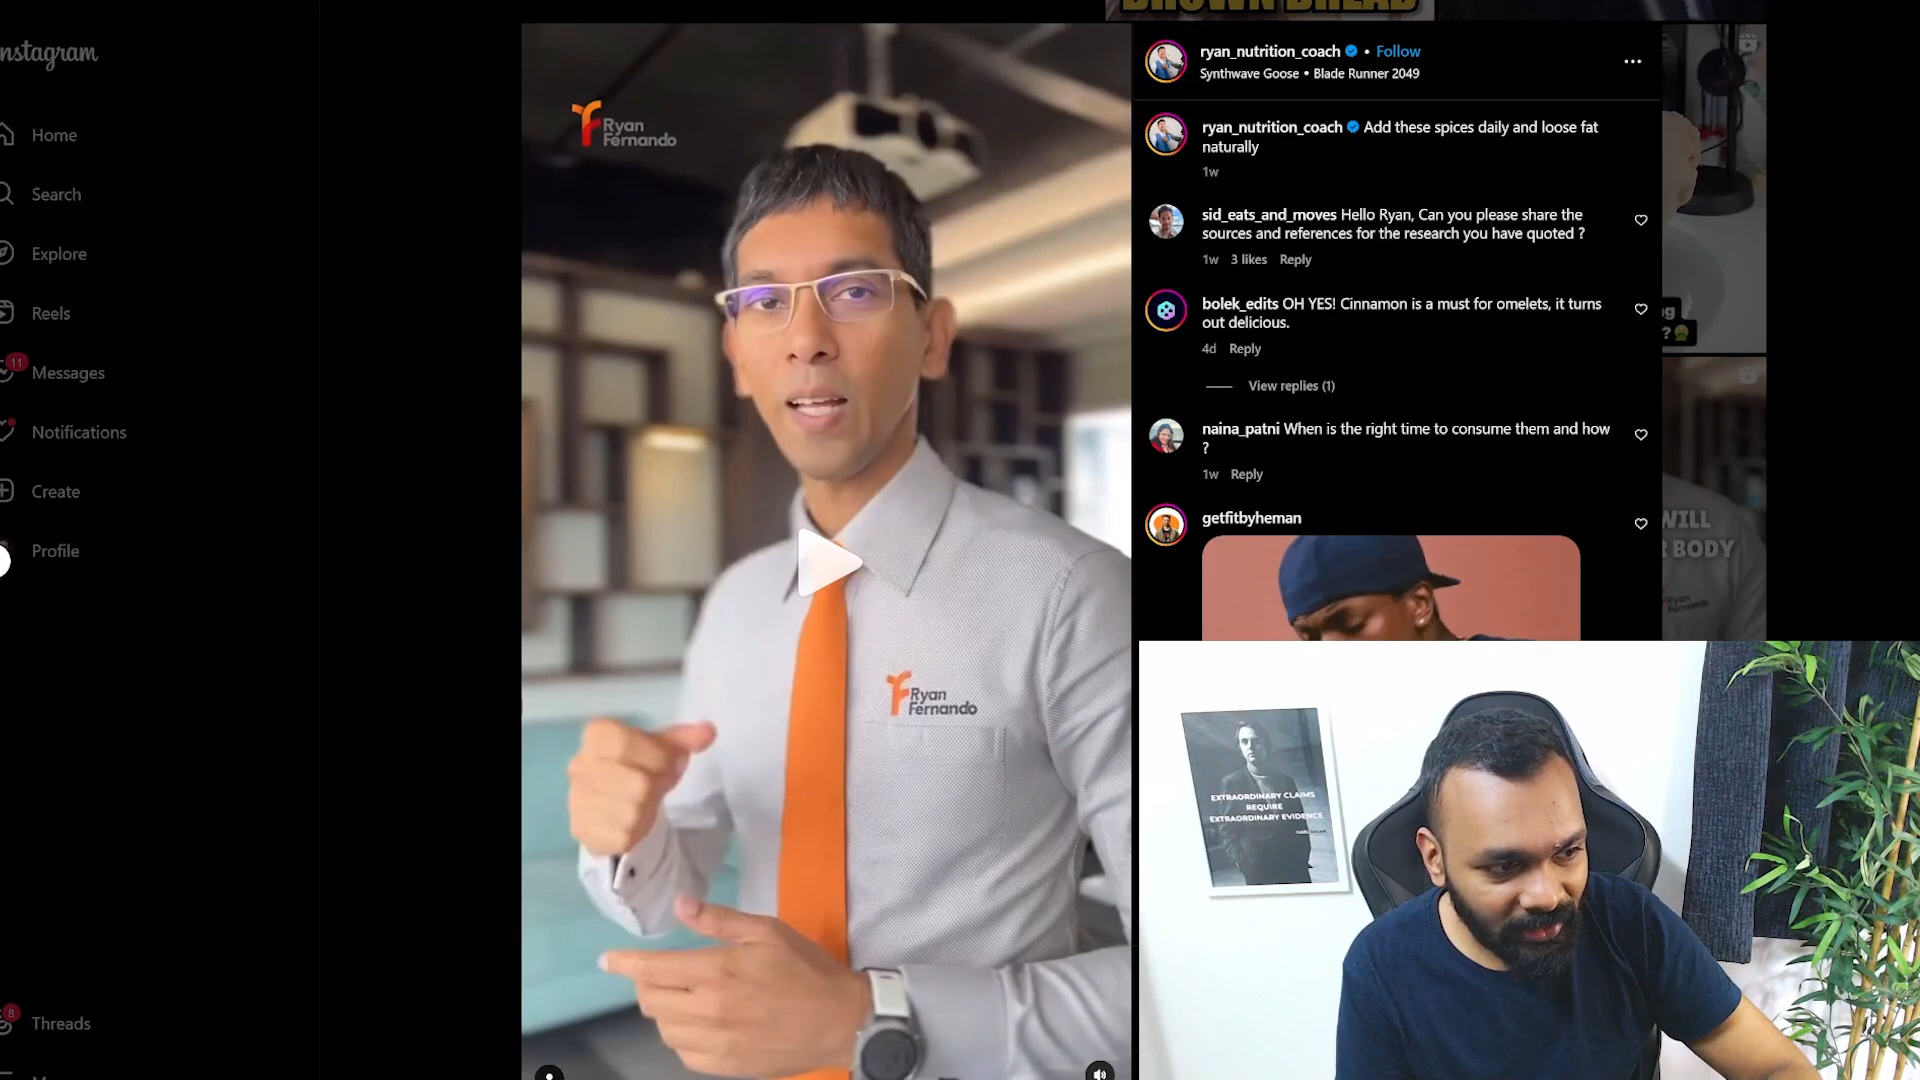 BROWN BREAD
nstagram
Home
Search
Explore
Reels
11
Messages
Notifications
Create
Profile
8
Threads
Ryan
Fernando
Ryan
Fernando
ryan_nutrition_coach • Follow
Synthwave Goose • Blade Runner 2049
ryan_nutrition_coach Add these spices daily and loose fat
naturally
1w
sid_eats_and_moves Hello Ryan, Can you please share the
sources and references for the research you have quoted ?
1w 3 likes Reply
bolek_edits OH YES! Cinnamon is a must for omelets, it turns
out delicious.
4d Reply
View replies (1)
naina_patni When is the right time to consume them and how
?
1w Reply
getfitbyheman
g
?
WILL
R BODY
Ryan
Fernando
EXTRAORDINARY CLAIMS
REQUIRE
EXTRAORDINARY EVIDENCE